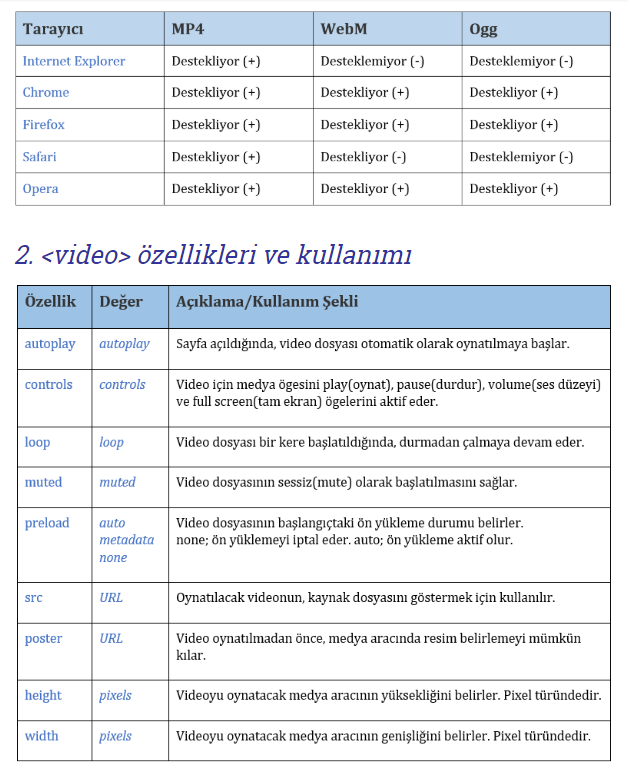 Tarayıcı MP4 WebM Ogg
Internet Explorer Destekliyor (+) Desteklemiyor (-) Desteklemiyor (-)
Chrome Destekliyor (+) Destekliyor (+) Destekliyor (+)
Firefox Destekliyor (+) Destekliyor (+) Destekliyor (+)
Safari Destekliyor (+) Destekliyor (-) Desteklemiyor (-)
Opera Destekliyor (+) Destekliyor (+) Destekliyor (+)
2. <video> özellikleri ve kullanımı
Özellik Değer Açıklama/Kullanım Şekli
autoplay autoplay Sayfa açıldığında, video dosyası otomatik olarak oynatılmaya başlar.
controls controls Video için medya ögesini play(oynat), pause(durdur), volume(ses düzeyi)
ve full screen(tam ekran) ögelerini aktif eder.
loop loop Video dosyası bir kere başlatıldığında, durmadan çalmaya devam eder.
muted muted Video dosyasının sessiz(mute) olarak başlatılmasını sağlar.
preload auto Video dosyasının başlangıçtaki ön yükleme durumu belirler.
metadata none; ön yüklemeyi iptal eder. auto; ön yükleme aktif olur.
none
src URL Oynatılacak videonun, kaynak dosyasını göstermek için kullanılır.
poster URL Video oynatılmadan önce, medya aracında resim belirlemeyi mümkün
kılar.
height pixels Videoyu oynatacak medya aracının yüksekliğini belirler. Pixel türündedir.
width pixels Videoyu oynatacak medya aracının genişliğini belirler. Pixel türündedir.